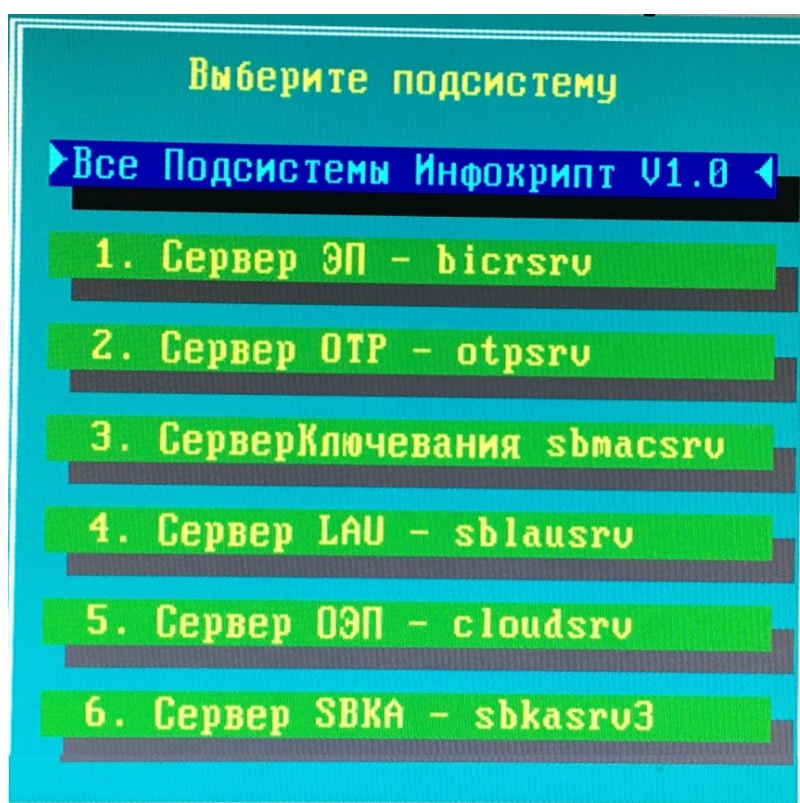 Выберите подсистему
Все Подсистемы Инфокрипт V1.0
1. Сервер ЭП - bicrsrv
2. Сервер OTP - otpsrv
3. СерверКлючевания sbmacsrv
4. Сервер LAU - sblausrv
5. Сервер ОЭП - cloudsrv
6. Сервер SBKA - sbkasrv3